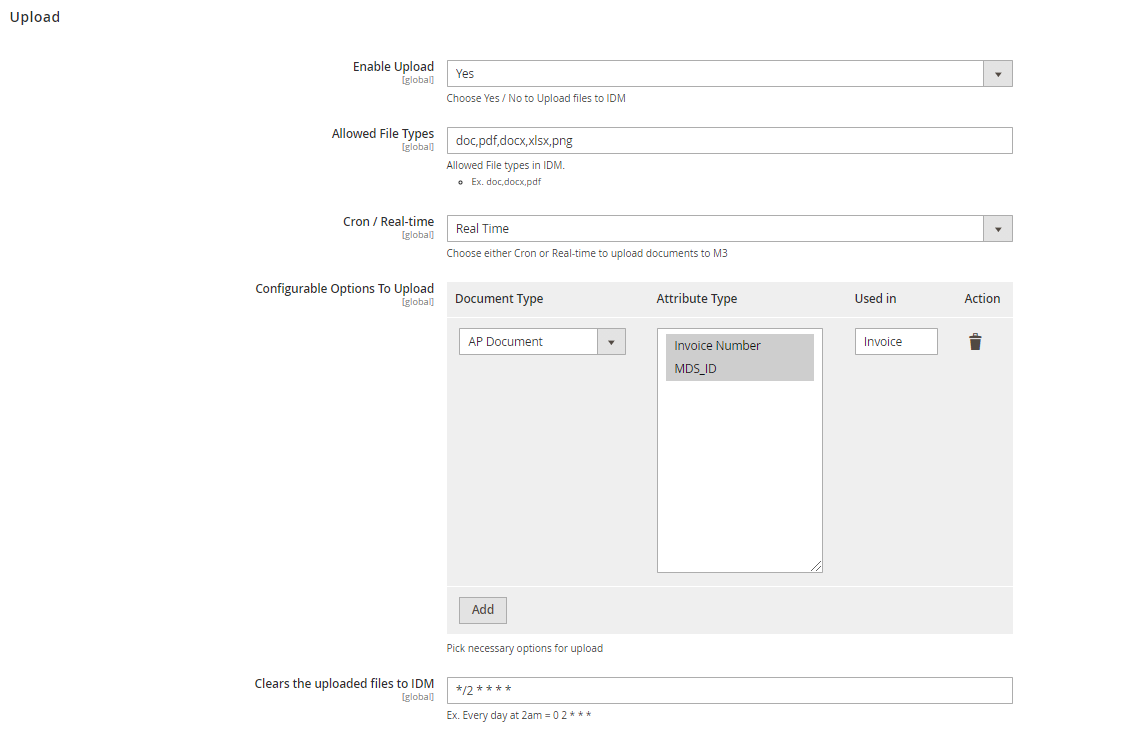 Upload
Enable Upload
[global]
Yes
Choose Yes / No to Upload files to IDM
Allowed File Types
[global]
doc,pdf,docx,xlsx,png
Allowed File types in IDM.
Ex. doc,docx,pdf
Cron / Real-time
[global]
Real Time
Choose either Cron or Real-time to upload documents to M3
Configurable Options To Upload
[global]
Document Type Attribute Type Used in Action
AP Document
Invoice Number
MDS_ID
Invoice
Add
Pick necessary options for upload
Clears the uploaded files to IDM
[global]
*/2 * * * *
Ex. Every day at 2am = 0 2 * * *